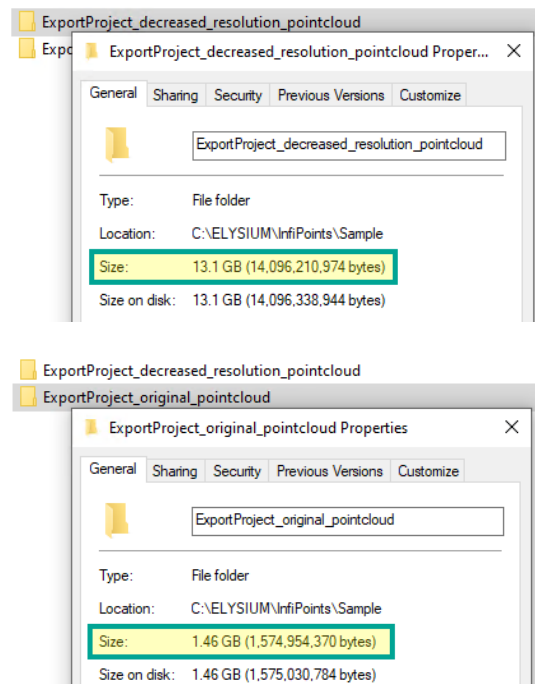 ExportProject_decreased_resolution_pointcloud
ExportProject_decreased_resolution_pointcloud Proper...
General Sharing Security Previous Versions Customize
ExportProject_decreased_resolution_pointcloud
Type: File folder
Location: C:\ELYSIUM\InfiPoints\Sample
Size: 13.1 GB (14,096,210,974 bytes)
Size on disk: 13.1 GB (14,096,338,944 bytes)
ExportProject_decreased_resolution_pointcloud
ExportProject_original_pointcloud
ExportProject_original_pointcloud Properties
General Sharing Security Previous Versions Customize
ExportProject_original_pointcloud
Type: File folder
Location: C:\ELYSIUM\InfiPoints\Sample
Size: 1.46 GB (1,574,954,370 bytes)
Size on disk: 1.46 GB (1,575,030,784 bytes)